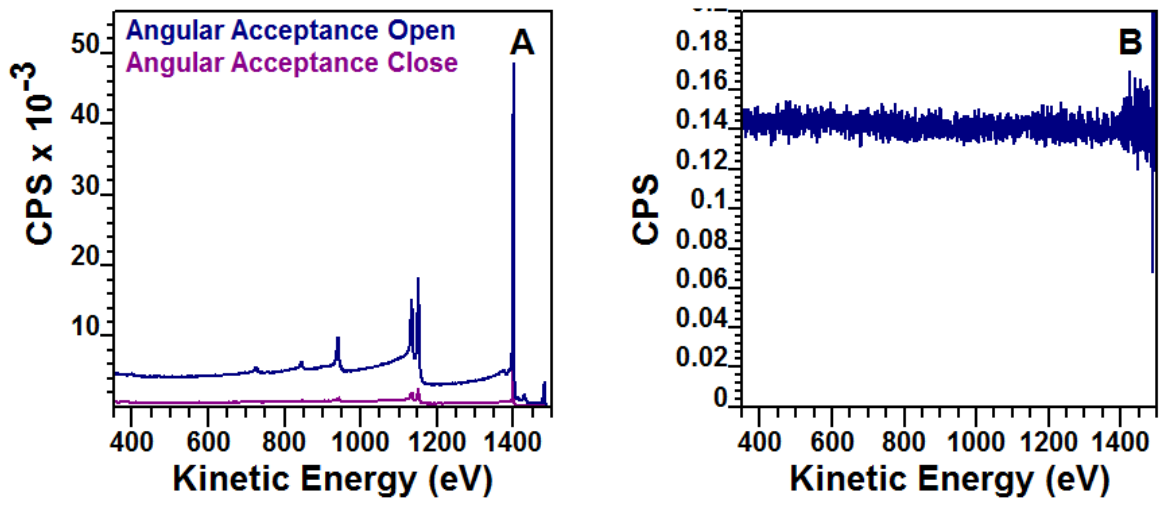 Angular Acceptance Open
Angular Acceptance Close
A
50
40
30
20
10
CPS x 10⁻³
400 600 800 1000 1200 1400
Kinetic Energy (eV)
B
0.2
0.18
0.16
0.14
0.12
0.1
0.08
0.06
0.04
0.02
0
CPS
400 600 800 1000 1200 1400
Kinetic Energy (eV)